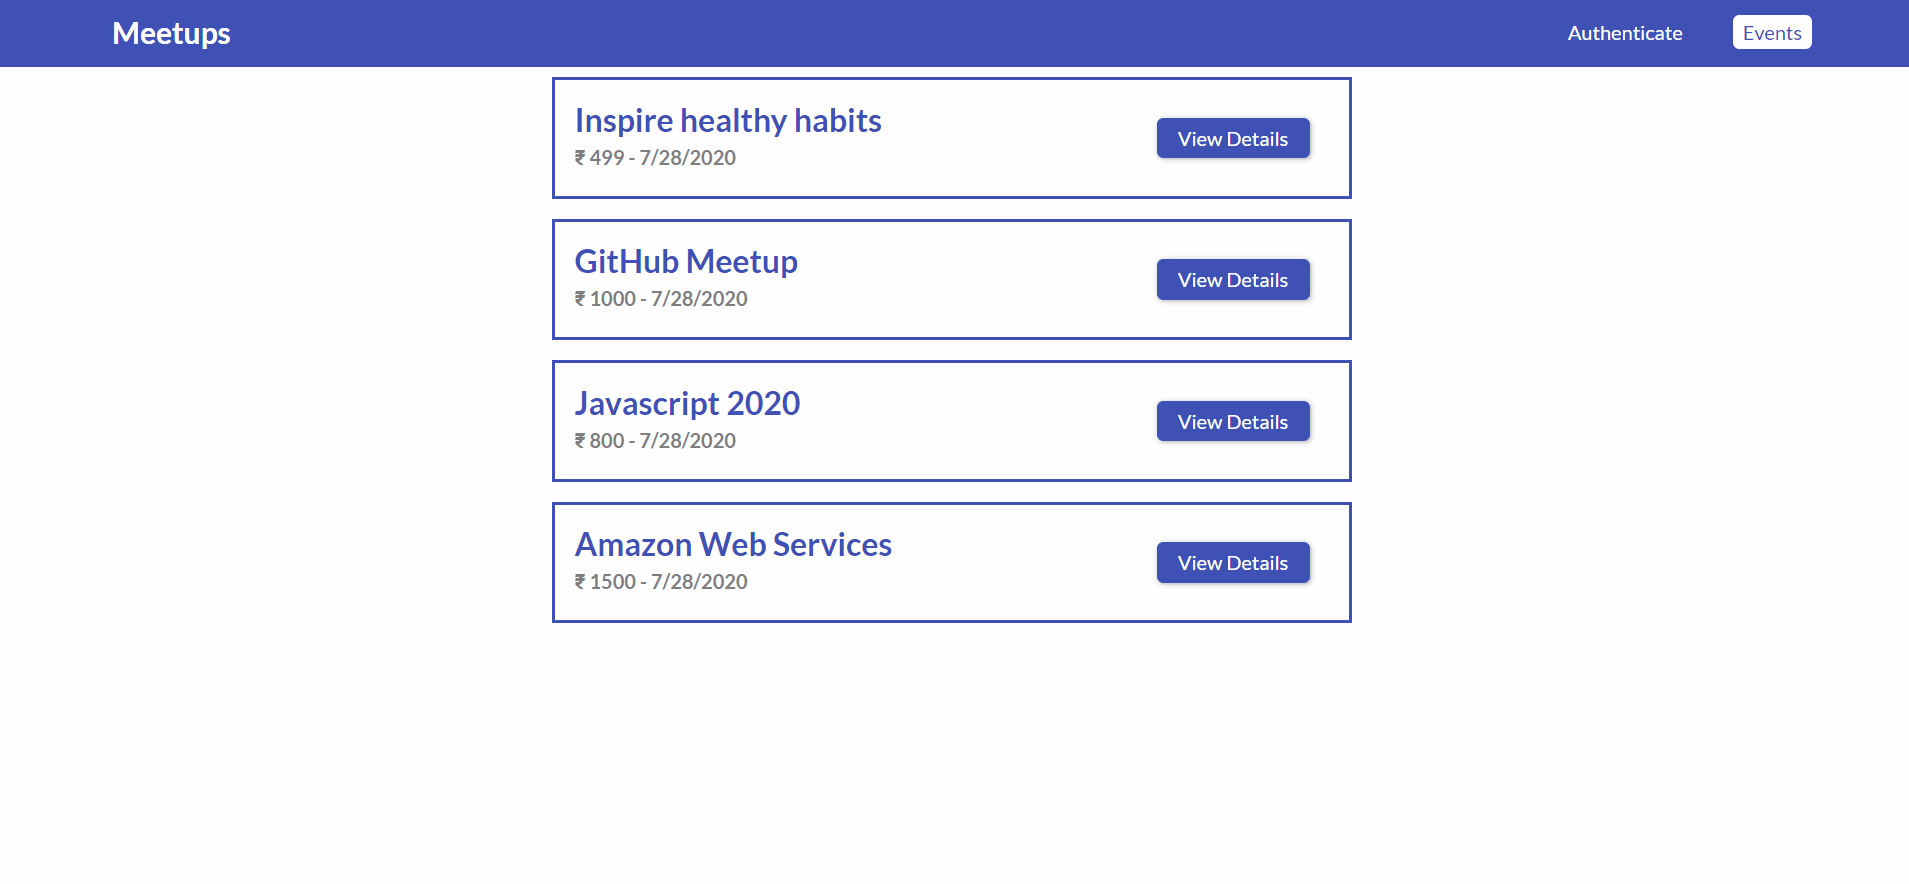 Meetups
Authenticate
Events
Inspire healthy habits
₹ 499 - 7/28/2020
View Details
GitHub Meetup
₹ 1000 - 7/28/2020
View Details
Javascript 2020
₹ 800 - 7/28/2020
View Details
Amazon Web Services
₹ 1500 - 7/28/2020
View Details